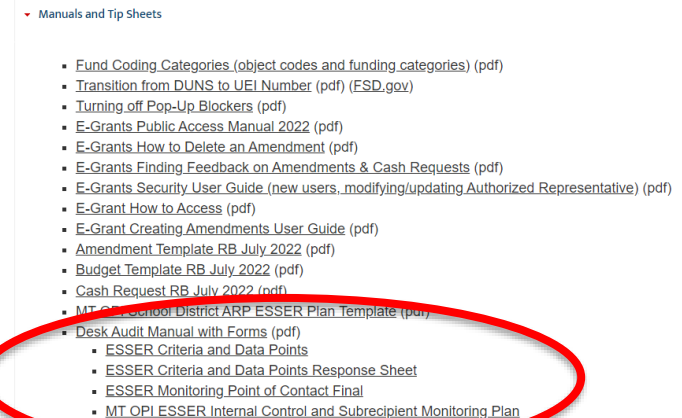 Manuals and Tip Sheets
Fund Coding Categories (object codes and funding categories) (pdf)
Transition from DUNS to UEI Number (pdf) (FSD.gov)
Turning off Pop-Up Blockers (pdf)
E-Grants Public Access Manual 2022 (pdf)
E-Grants How to Delete an Amendment (pdf)
E-Grants Finding Feedback on Amendments & Cash Requests (pdf)
E-Grants Security User Guide (new users, modifying/updating Authorized Representative) (pdf)
E-Grant How to Access (pdf)
E-Grant Creating Amendments User Guide (pdf)
Amendment Template RB July 2022 (pdf)
Budget Template RB July 2022 (pdf)
Cash Request RB July 2022 (pdf)
MT OPI School District ARP ESSER Plan Template (pdf)
Desk Audit Manual with Forms (pdf)
ESSER Criteria and Data Points
ESSER Criteria and Data Points Response Sheet
ESSER Monitoring Point of Contact Final
MT OPI ESSER Internal Control and Subrecipient Monitoring Plan